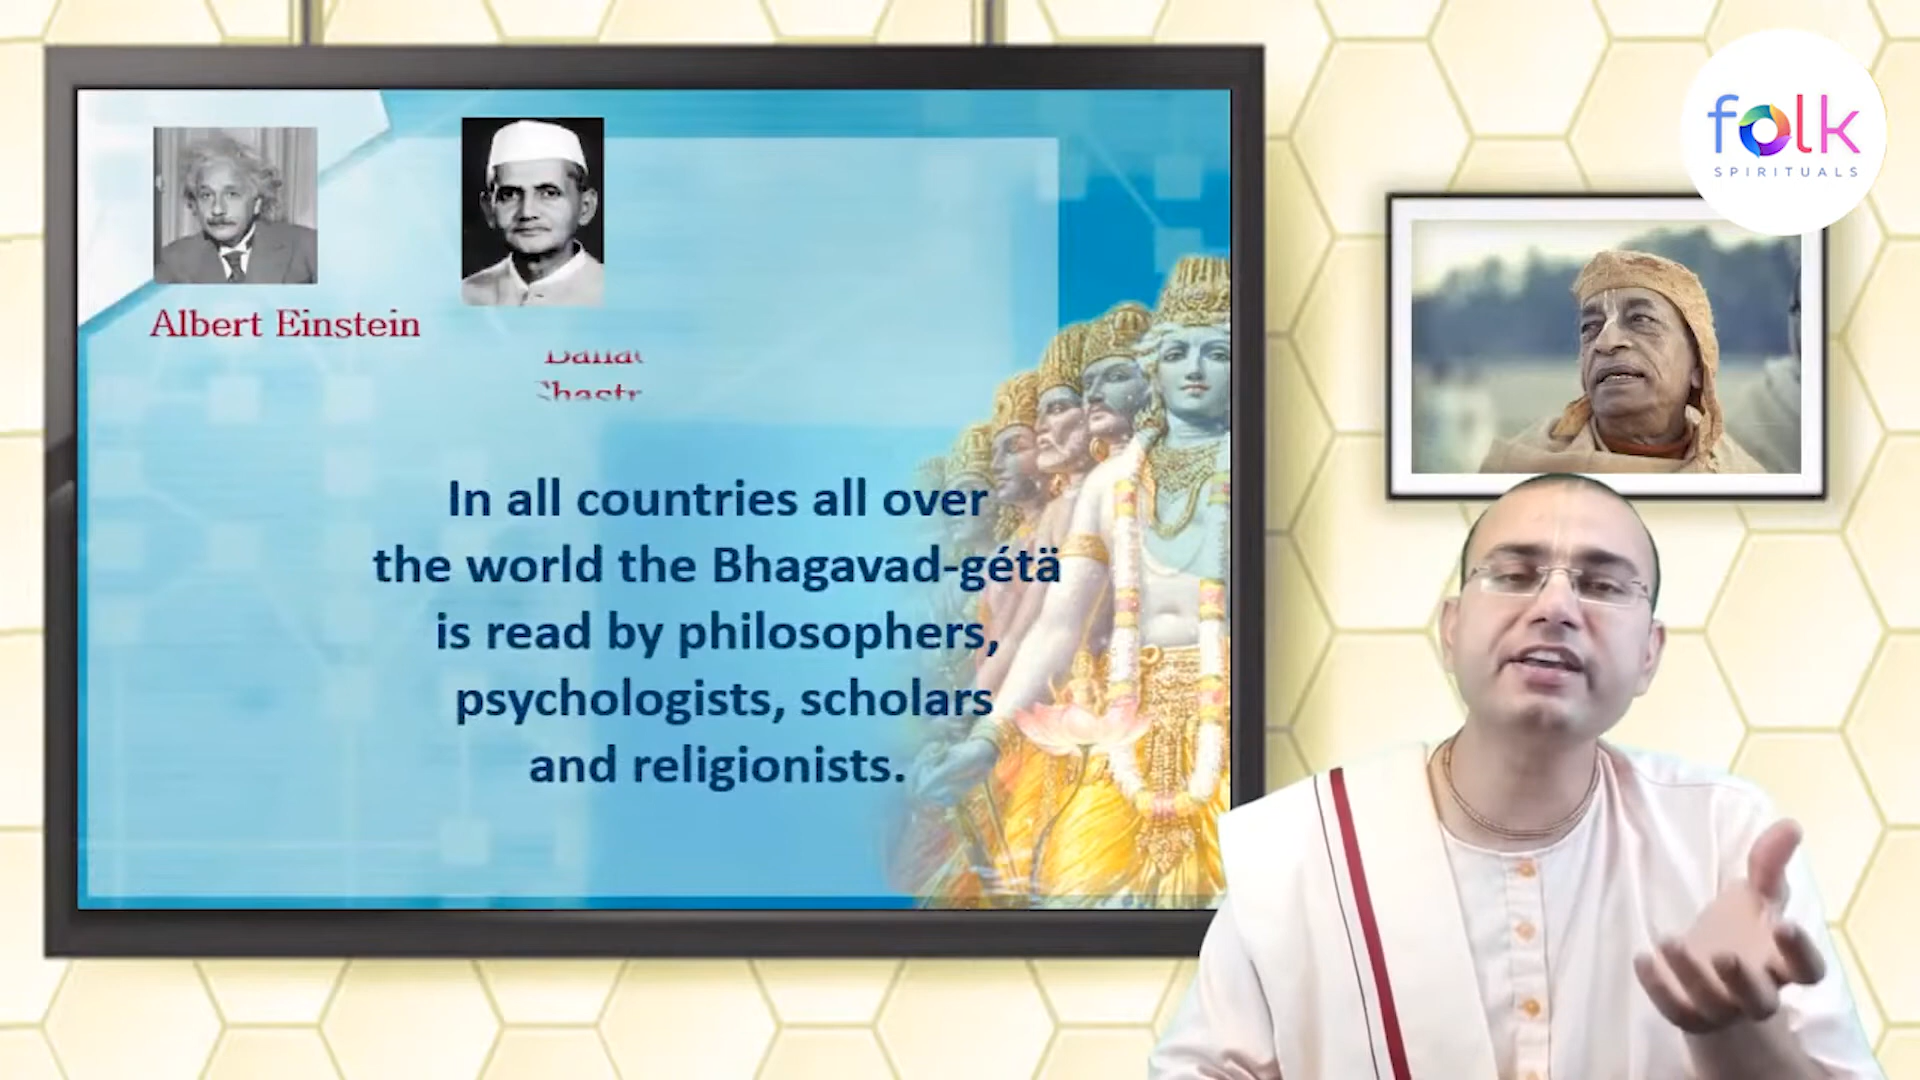 folk
SPIRITUALS
Albert Einstein
In all countries all over
the world the Bhagavad-gétä
is read by philosophers,
psychologists, scholars
and religionists.